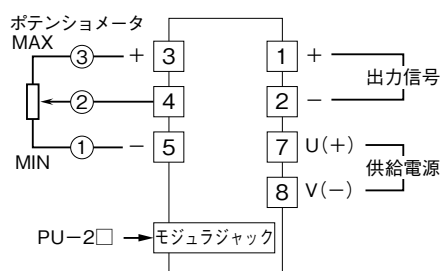 ポテンショメータ
MAX
③ + 3
② 4
① − 5
MIN
1 +
2 −
出力信号
7 U(+)
8 V(−)
供給電源
PU−2□ モジュラジャック